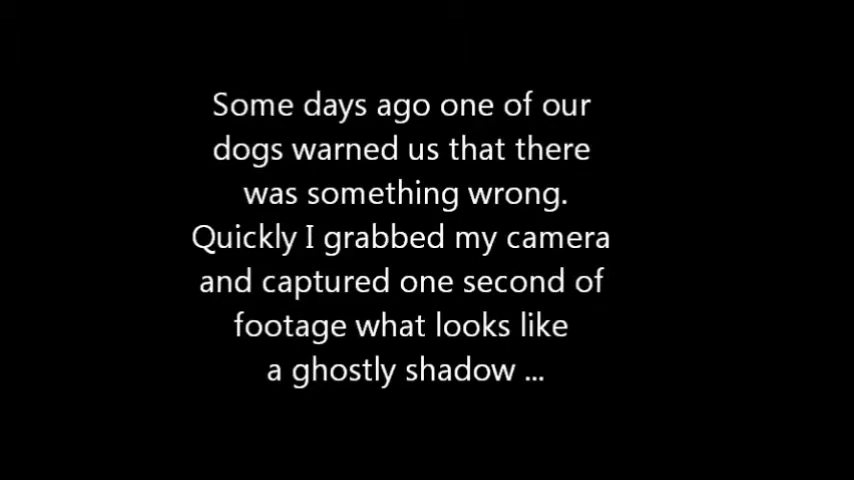 Some days ago one of our
dogs warned us that there
was something wrong.
Quickly I grabbed my camera
and captured one second of
footage what looks like
a ghostly shadow ...